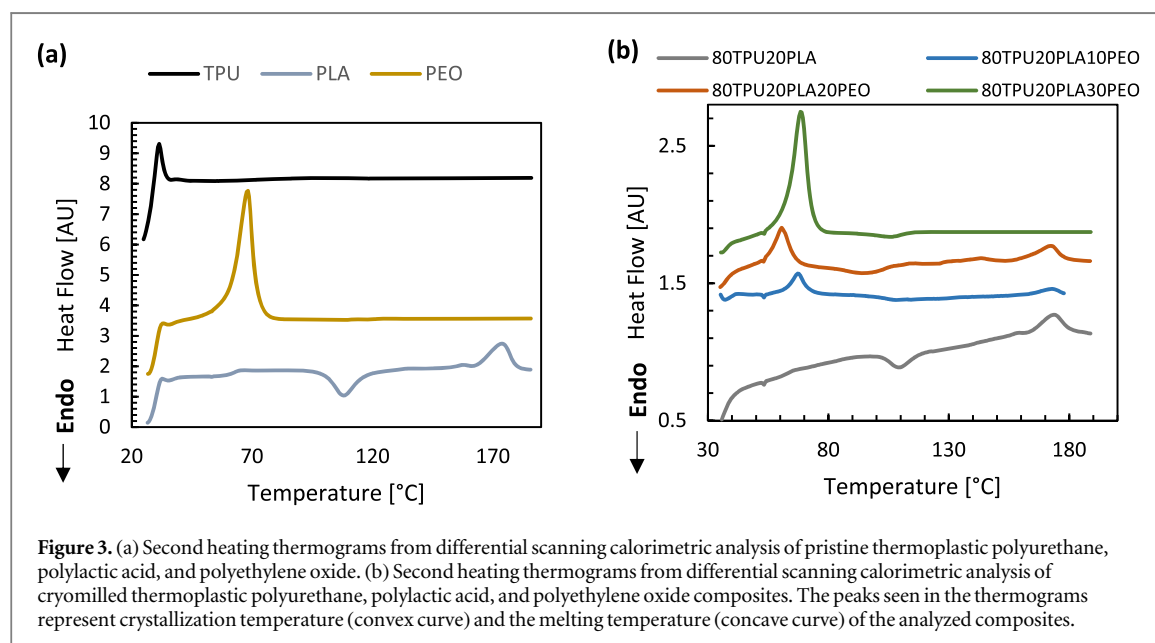 (a)
TPU PLA PEO
10
9
8
7
6
5
4
3
2
1
0
20 70 120 170
Temperature [°C]
Endo Heat Flow [AU]
(b)
80TPU20PLA 80TPU20PLA10PEO
80TPU20PLA20PEO 80TPU20PLA30PEO
2.5
1.5
0.5
35 80 130 180
Temperature [°C]
Endo Heat Flow [AU]
Figure 3. (a) Second heating thermograms from differential scanning calorimetric analysis of pristine thermoplastic polyurethane,
polylactic acid, and polyethylene oxide. (b) Second heating thermograms from differential scanning calorimetric analysis of
cryomilled thermoplastic polyurethane, polylactic acid, and polyethylene oxide composites. The peaks seen in the thermograms
represent crystallization temperature (convex curve) and the melting temperature (concave curve) of the analyzed composites.